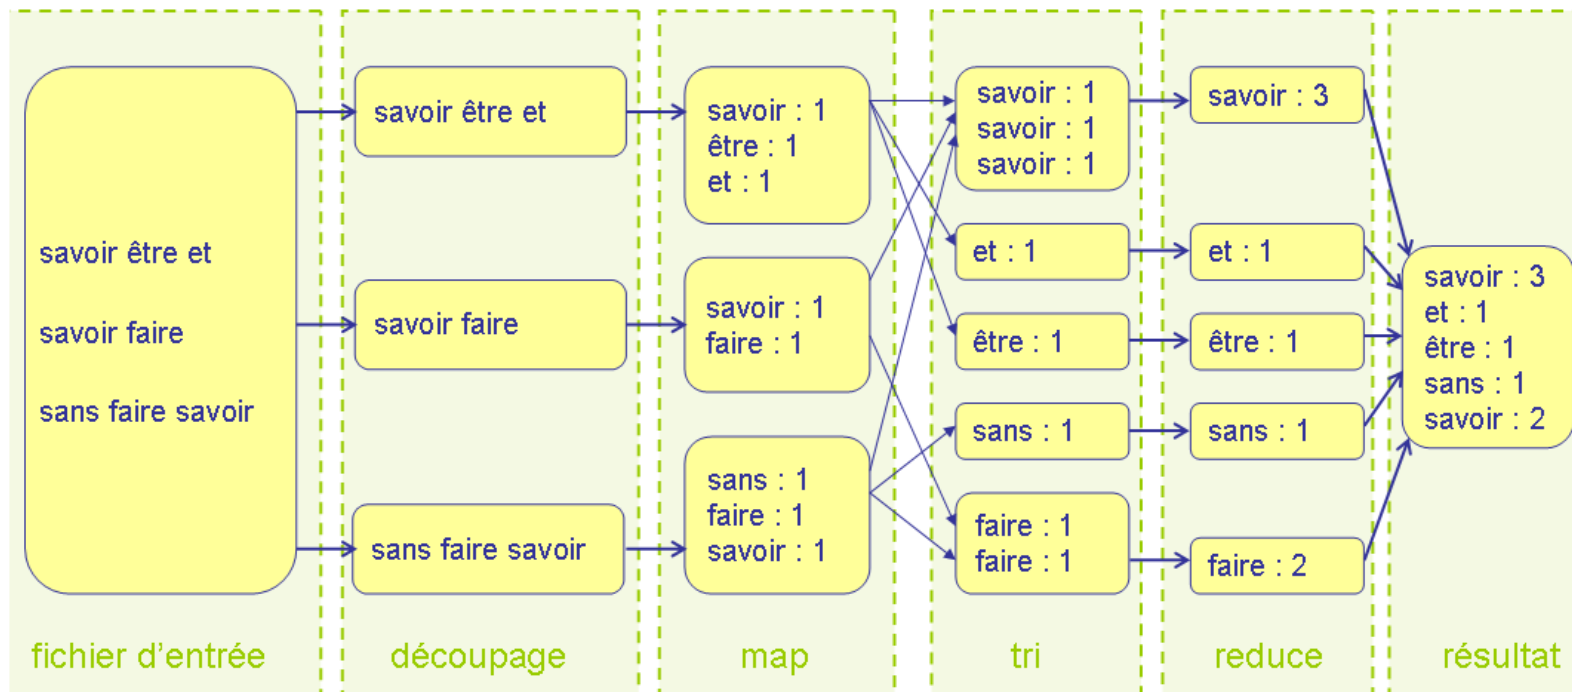 savoir être et
savoir faire
sans faire savoir
fichier d'entrée
savoir être et
savoir faire
sans faire savoir
découpage
savoir : 1
être : 1
et : 1
savoir : 1
faire : 1
sans : 1
faire : 1
savoir : 1
map
savoir : 1
savoir : 1
savoir : 1
et : 1
être : 1
sans : 1
faire : 1
faire : 1
tri
savoir : 3
et : 1
être : 1
sans : 1
faire : 2
reduce
savoir : 3
et : 1
être : 1
sans : 1
savoir : 2
résultat